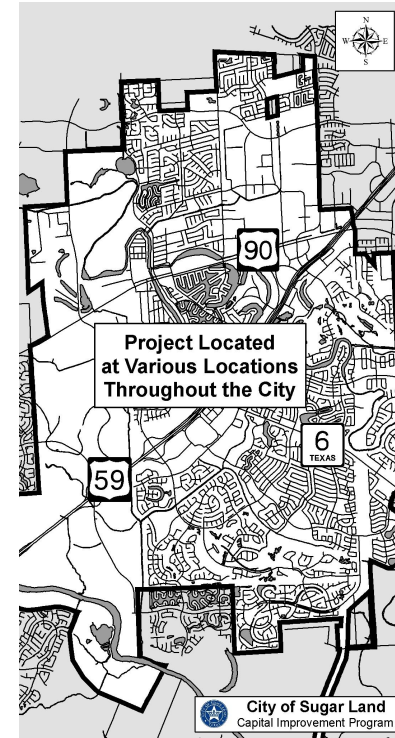 N
W E
S
90
Project Located
at Various Locations
Throughout the City
6
TEXAS
59
City of Sugar Land
Capital Improvement Program